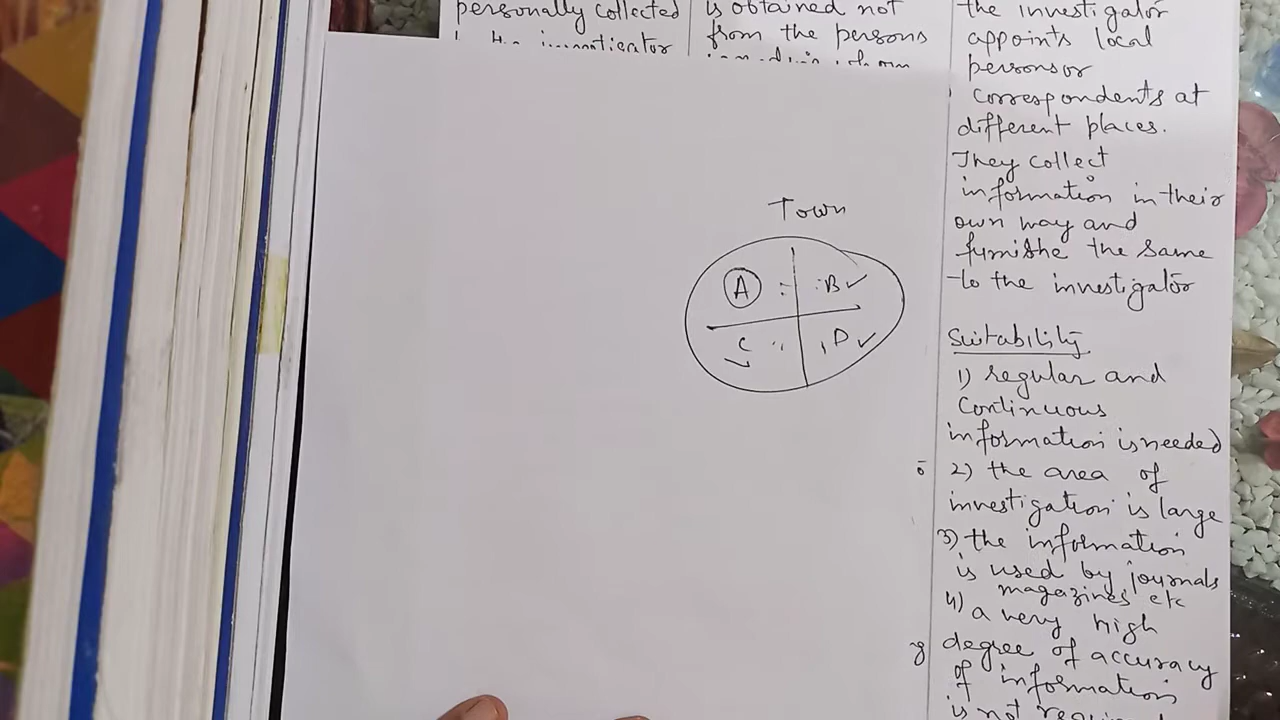 personally collected
is obtained not
from the persons
the investigator
appoints local
persons or
correspondents at
different places.
They collect
information in their
own way and
furnishe the same
to the investigator
Suitability
1) regular and
continuous
information is needed
2) the area of
investigation is large
3) the information
is used by journals
magazines etc
4) a very high
degree of accuracy
of information
is not
Town
A B
C D